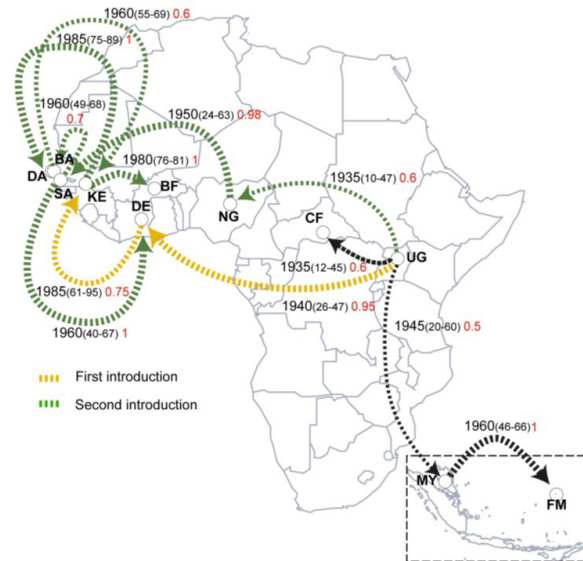 1960(55-69) 0.6
1985(75-89) 1
1960(49-68)
0.7
1950(24-63) 0.98
BA
DA
SA
KE
1980(76-81) 1
BF
DE
NG
1935(10-47)
0.6
CF
UG
1935(12-45) 0.6
1985(61-95) 0.75
1940(26-47) 0.95
1960(40-67)
1
1945(20-60) 0.5
First introduction
Second introduction
1960(46-66)1
MY
FM